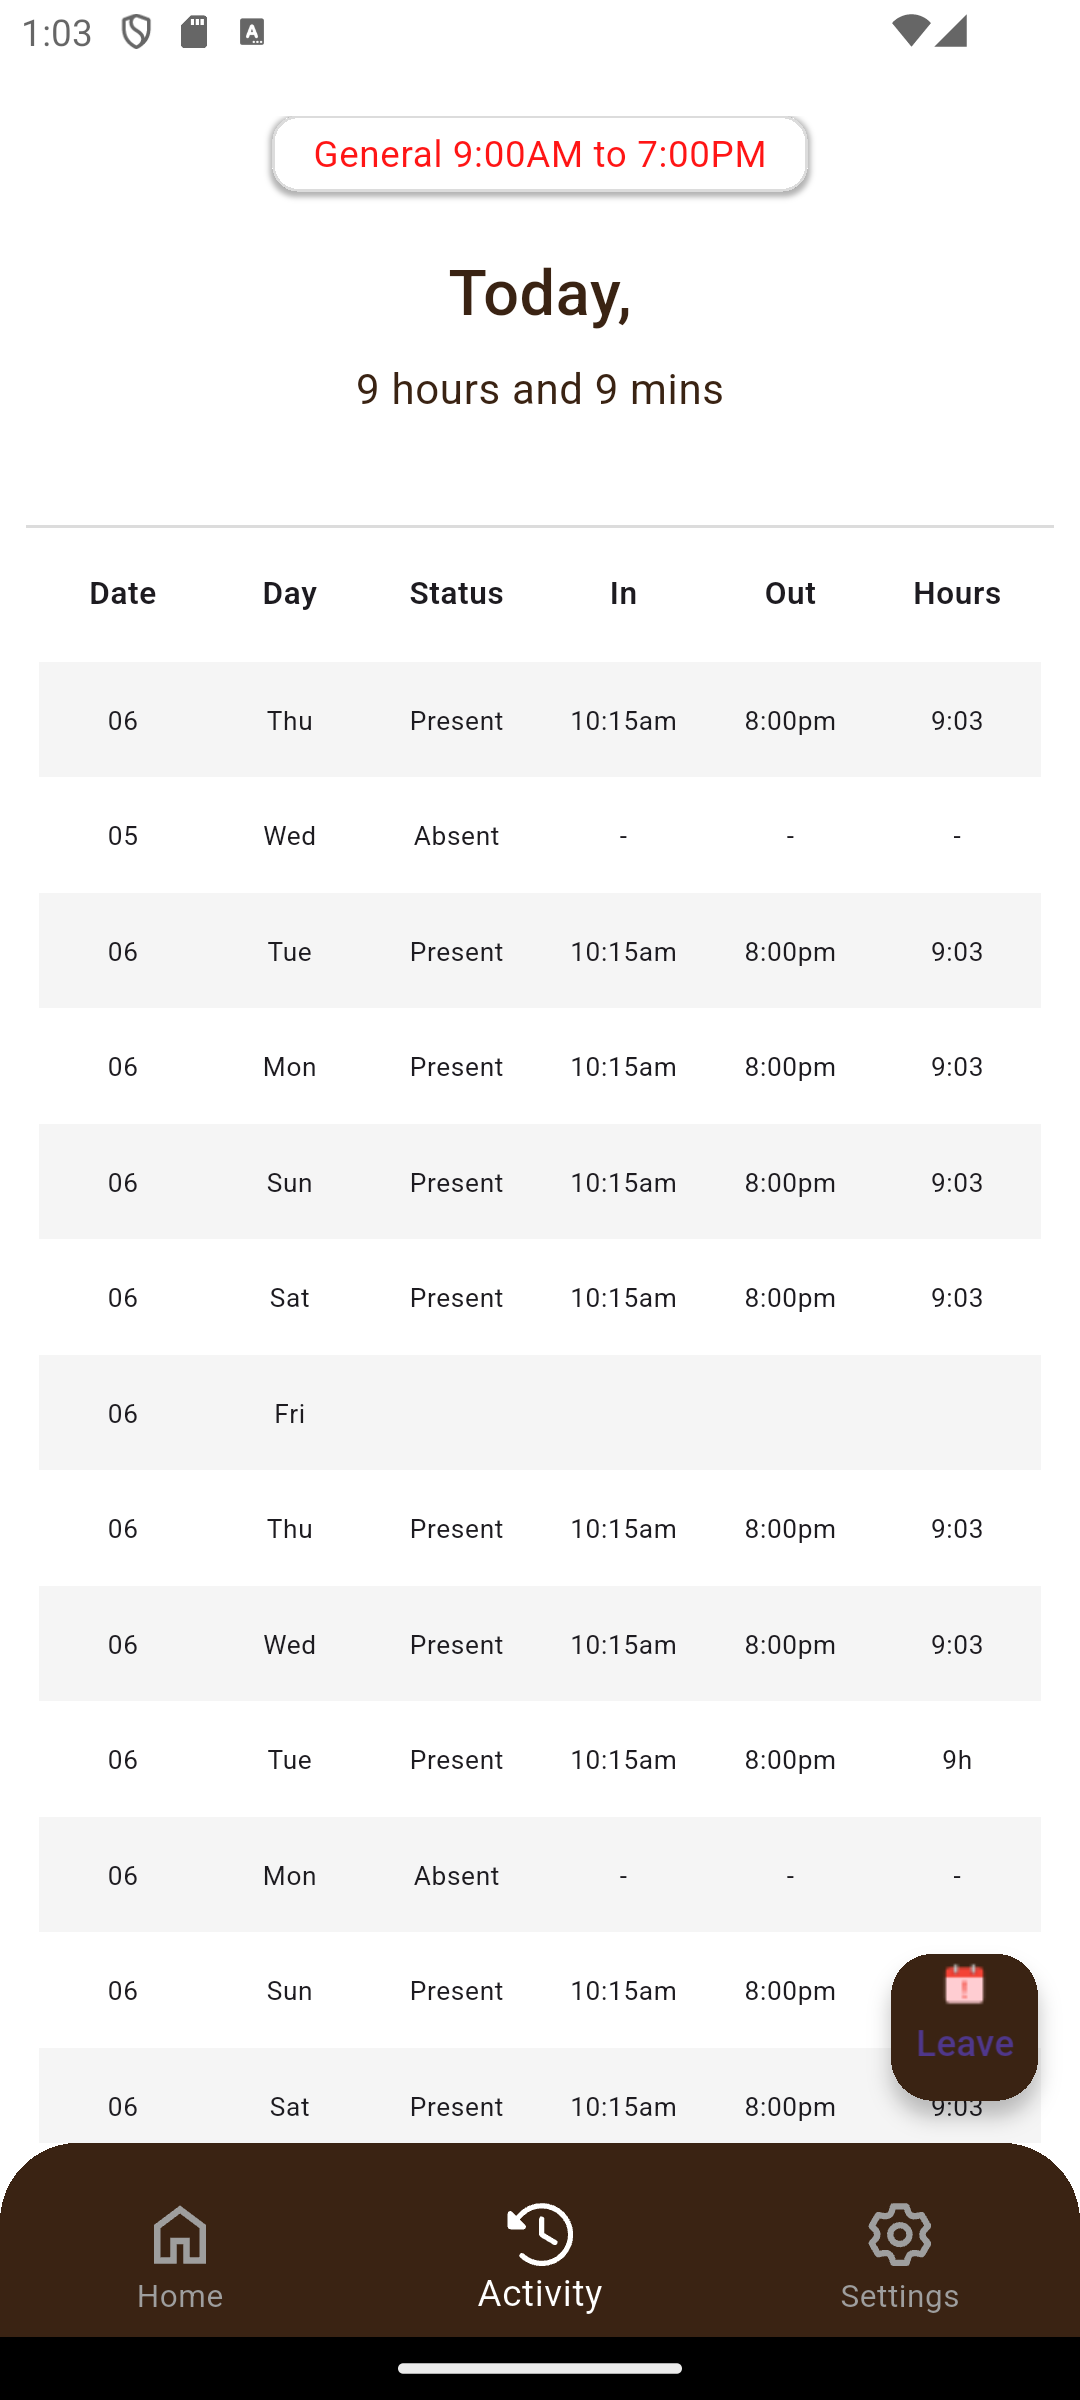 1:03
General 9:00AM to 7:00PM
Today,
9 hours and 9 mins
Date Day Status In Out Hours
06 Thu Present 10:15am 8:00pm 9:03
05 Wed Absent - - -
06 Tue Present 10:15am 8:00pm 9:03
06 Mon Present 10:15am 8:00pm 9:03
06 Sun Present 10:15am 8:00pm 9:03
06 Sat Present 10:15am 8:00pm 9:03
06 Fri
06 Thu Present 10:15am 8:00pm 9:03
06 Wed Present 10:15am 8:00pm 9:03
06 Tue Present 10:15am 8:00pm 9h
06 Mon Absent - - -
06 Sun Present 10:15am 8:00pm
Leave
06 Sat Present 10:15am 8:00pm 9:03
Home Activity Settings